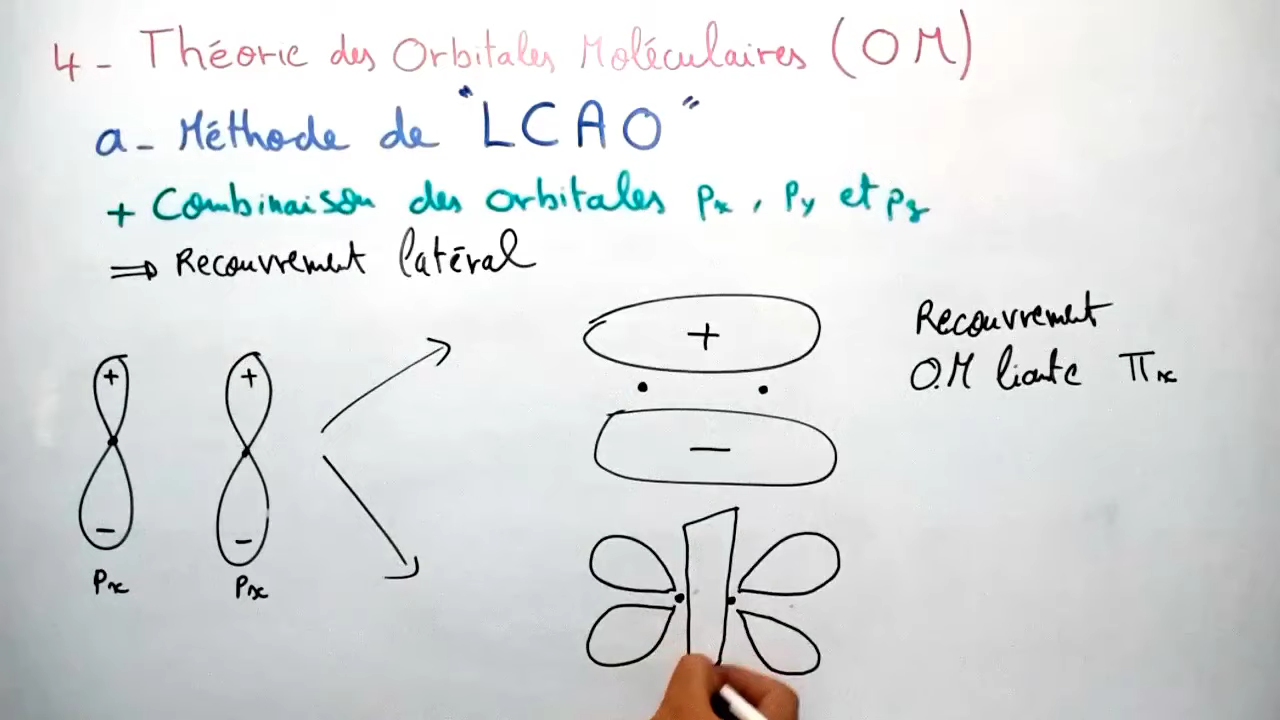 4 - Théorie des Orbitales Moléculaires (OM)
a - Méthode de "LCAO"
+ Combinaison des orbitales px, py et pz
⇒ Recouvrement latéral
Recouvrement
O.M liante πx
+
+
+
-
-
-
px
px